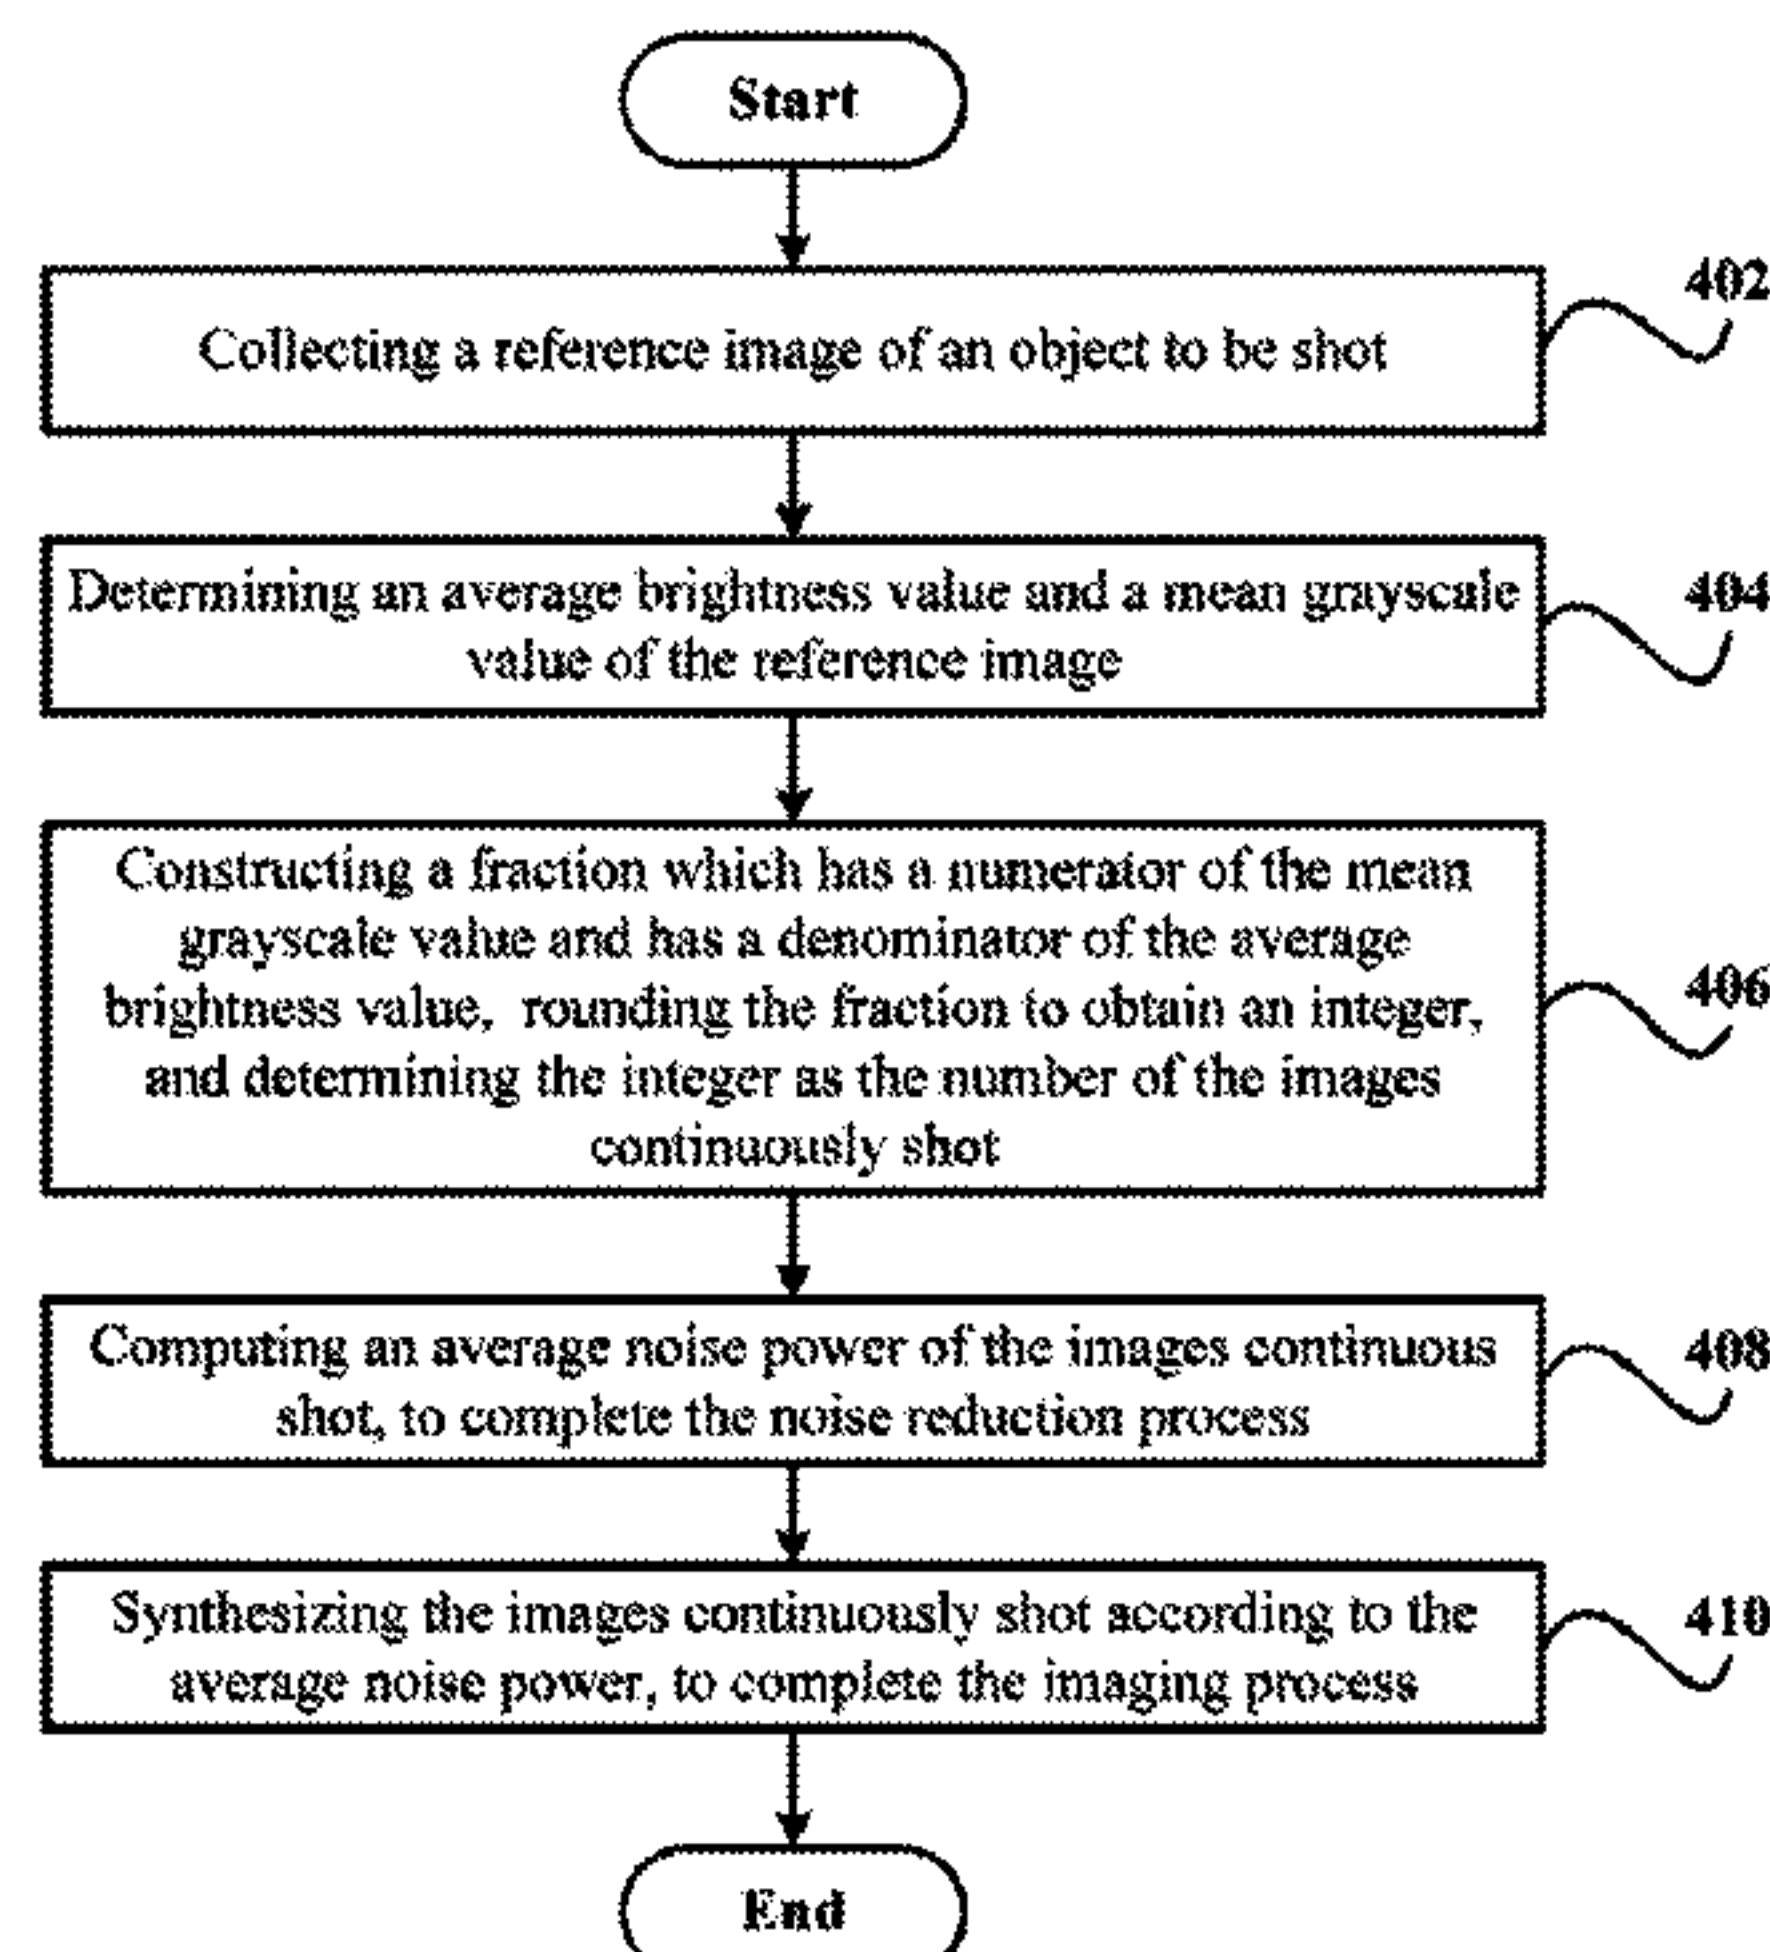 Start
Collecting a reference image of an object to be shot
402
Determining an average brightness value and a mean grayscale
value of the reference image
404
Constructing a fraction which has a numerator of the mean
grayscale value and has a denominator of the average
brightness value, rounding the fraction to obtain an integer,
and determining the integer as the number of the images
continuously shot
406
Computing an average noise power of the images continuous
shot, to complete the noise reduction process
408
Synthesizing the images continuously shot according to the
average noise power, to complete the imaging process
410
End